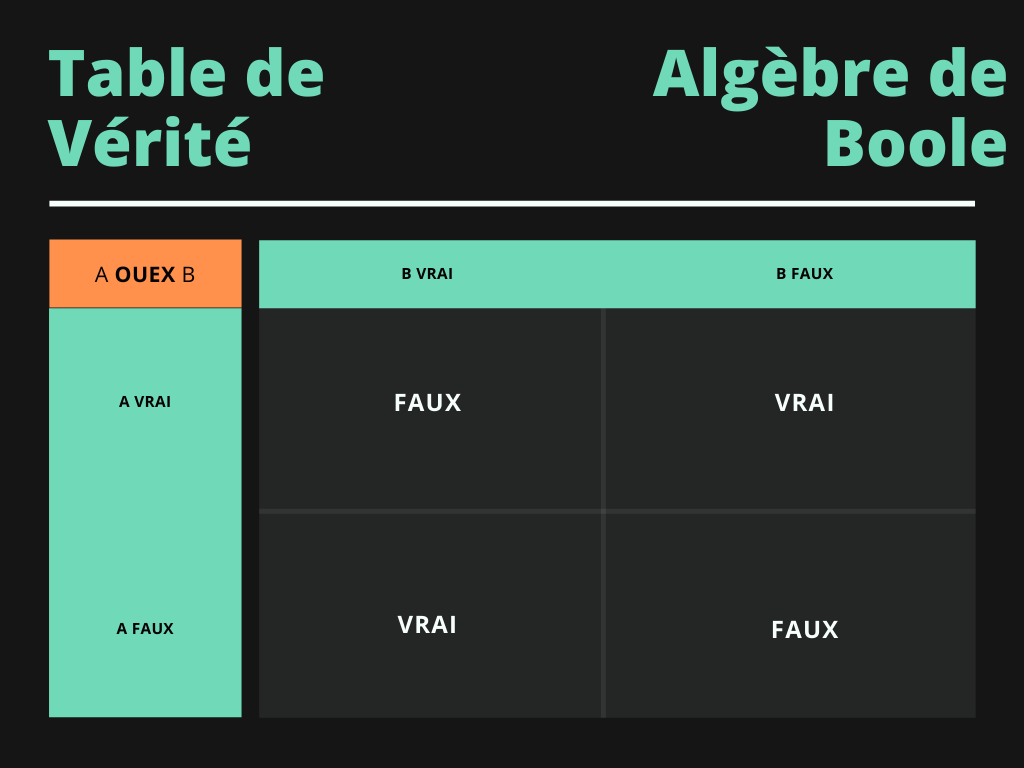 Table de
Vérité
Algèbre de
Boole
A OUEX B
B VRAI
B FAUX
A VRAI
FAUX
VRAI
A FAUX
VRAI
FAUX